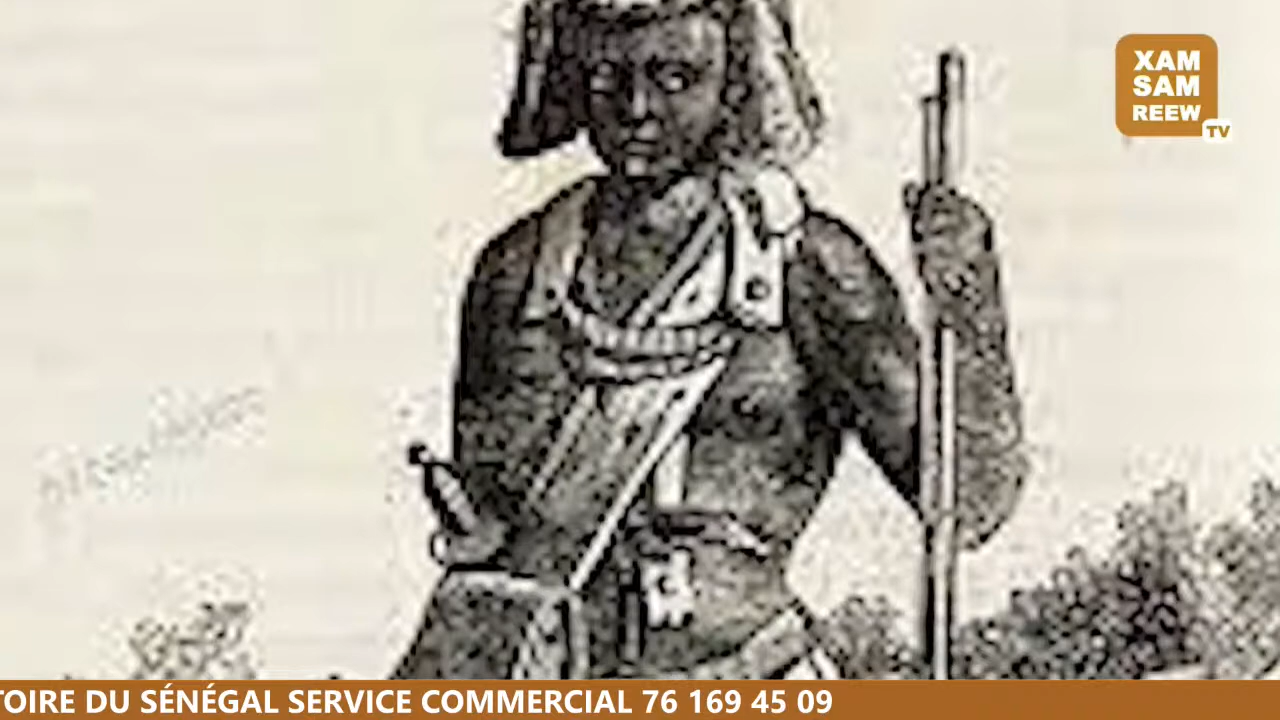 XAM
SAM
REEW
TV
TOIRE DU SÉNÉGAL SERVICE COMMERCIAL 76 169 45 09